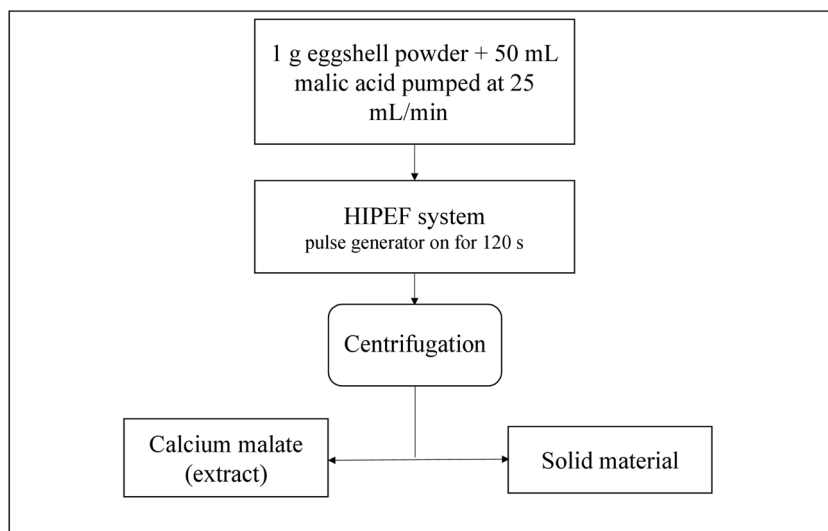 1 g eggshell powder + 50 mL
malic acid pumped at 25
mL/min
HIPEF system
pulse generator on for 120 s
Centrifugation
Calcium malate
(extract)
Solid material